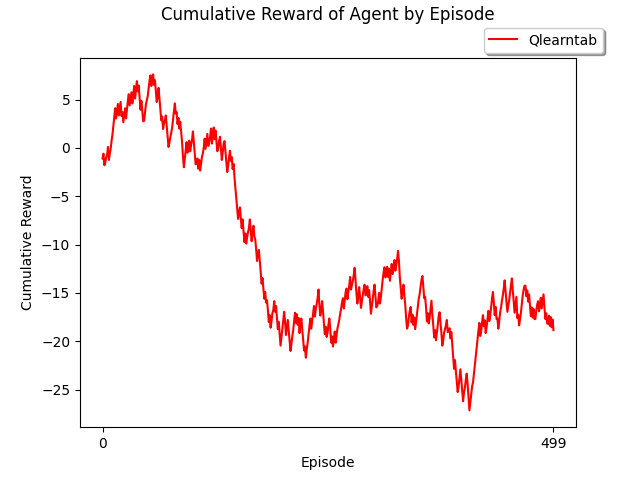 Cumulative Reward of Agent by Episode
Qlearntab
5
0
−5
−10
−15
−20
−25
Cumulative Reward
0
499
Episode